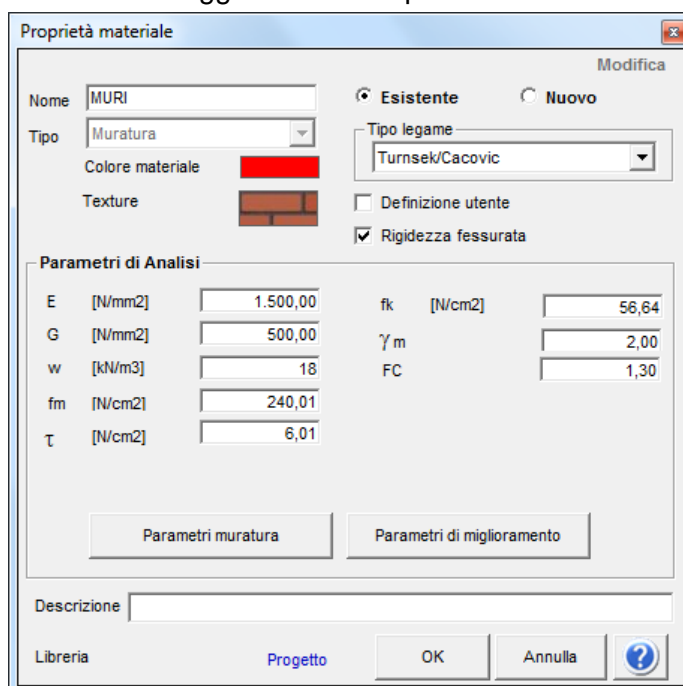 Proprietà materiale
Modifica
Nome MURI Esistente Nuovo
Tipo Muratura Tipo legame
Turnsek/Cacovic
Colore materiale
Texture Definizione utente
Rigidezza fessurata
Parametri di Analisi
E [N/mm2] 1.500,00 fk [N/cm2] 56,64
G [N/mm2] 500,00 γ m 2,00
w [kN/m3] 18 FC 1,30
fm [N/cm2] 240,01
τ [N/cm2] 6,01
Parametri muratura Parametri di miglioramento
Descrizione
Libreria Progetto OK Annulla ?